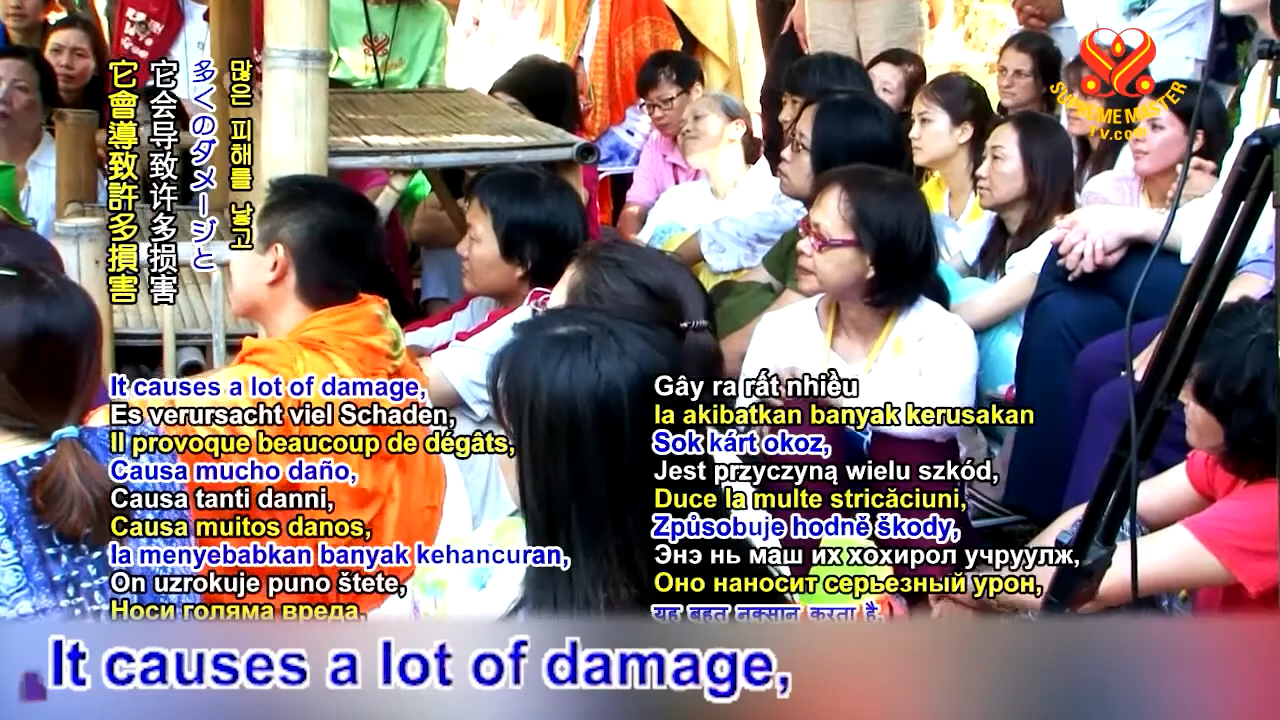 많은 피해를 낳고
多くのダメージと
它会导致许多损害
它會導致許多損害
SUPREME MASTER
TV.com
It causes a lot of damage,
Es verursacht viel Schaden,
Il provoque beaucoup de dégâts,
Causa mucho daño,
Causa tanti danni,
Causa muitos danos,
Ia menyebabkan banyak kehancuran,
On uzrokuje puno štete,
Носи голяма вреда,
Gây ra rất nhiều
Ia akibatkan banyak kerusakan
Sok kárt okoz,
Jest przyczyną wielu szkód,
Duce la multe stricăciuni,
Způsobuje hodně škody,
Энэ нь маш их хохирол учруулж,
Оно наносит серьезный урон,
यह बहुत नुकसान करता है,
It causes a lot of damage,